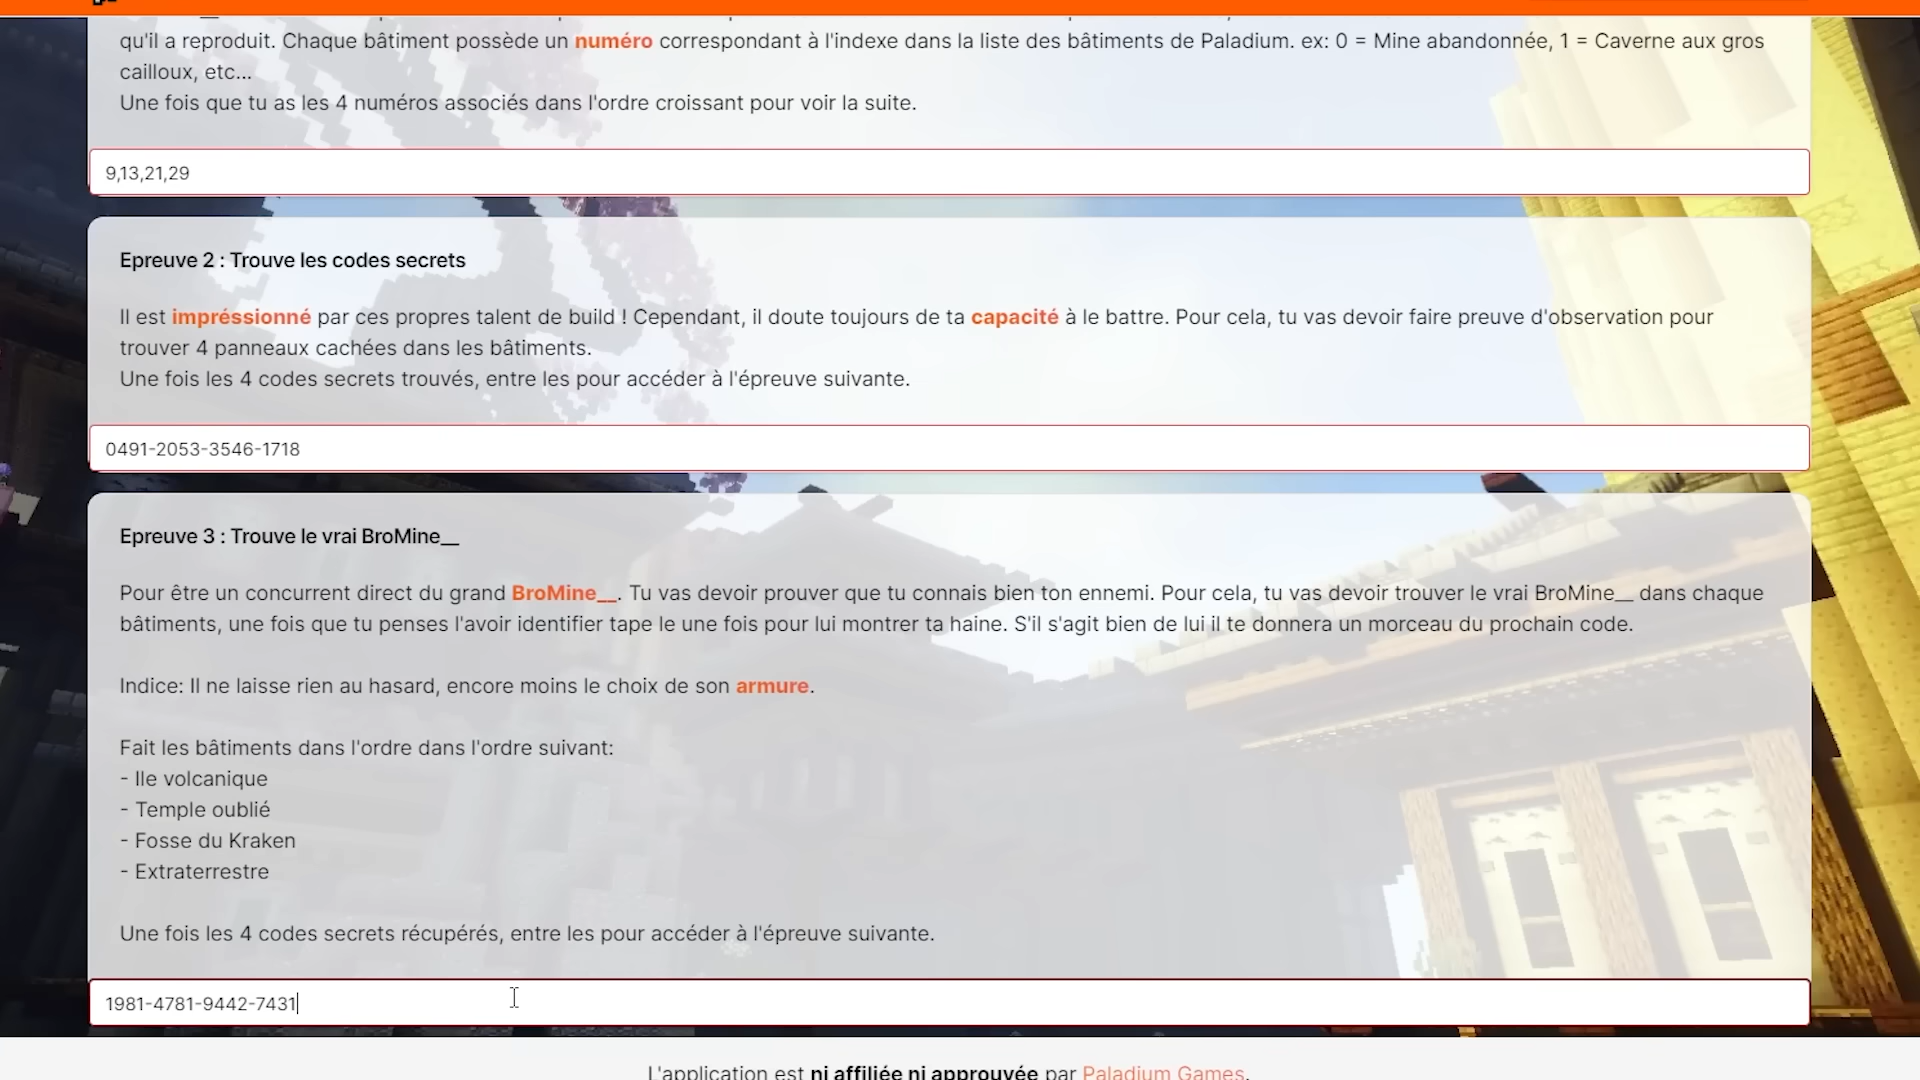 qu'il a reproduit. Chaque bâtiment possède un numéro correspondant à l'indexe dans la liste des bâtiments de Paladium. ex: 0 = Mine abandonnée, 1 = Caverne aux gros
cailloux, etc...
Une fois que tu as les 4 numéros associés dans l'ordre croissant pour voir la suite.
9,13,21,29
Epreuve 2 : Trouve les codes secrets
Il est impréssionné par ces propres talent de build ! Cependant, il doute toujours de ta capacité à le battre. Pour cela, tu vas devoir faire preuve d'observation pour
trouver 4 panneaux cachées dans les bâtiments.
Une fois les 4 codes secrets trouvés, entre les pour accéder à l'épreuve suivante.
0491-2053-3546-1718
Epreuve 3 : Trouve le vrai BroMine__
Pour être un concurrent direct du grand BroMine__. Tu vas devoir prouver que tu connais bien ton ennemi. Pour cela, tu vas devoir trouver le vrai BroMine__ dans chaque
bâtiments, une fois que tu penses l'avoir identifier tape le une fois pour lui montrer ta haine. S'il s'agit bien de lui il te donnera un morceau du prochain code.
Indice: Il ne laisse rien au hasard, encore moins le choix de son armure.
Fait les bâtiments dans l'ordre dans l'ordre suivant:
- Ile volcanique
- Temple oublié
- Fosse du Kraken
- Extraterrestre
Une fois les 4 codes secrets récupérés, entre les pour accéder à l'épreuve suivante.
1981-4781-9442-7431
L'application est ni affiliée ni approuvée par Paladium Games.